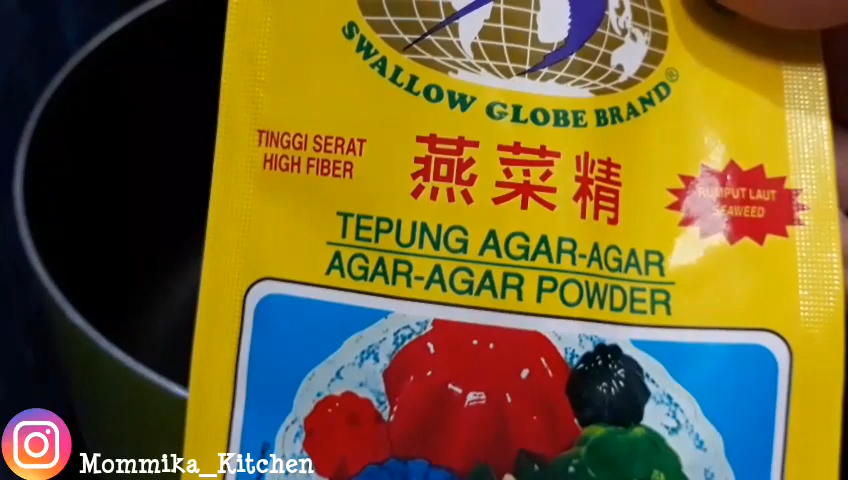 SWALLOW GLOBE BRAND®
TINGGI SERAT
HIGH FIBER
燕菜精
RUMPUT LAUT
SEAWEED
TEPUNG AGAR-AGAR
AGAR-AGAR POWDER
Mommika_Kitchen